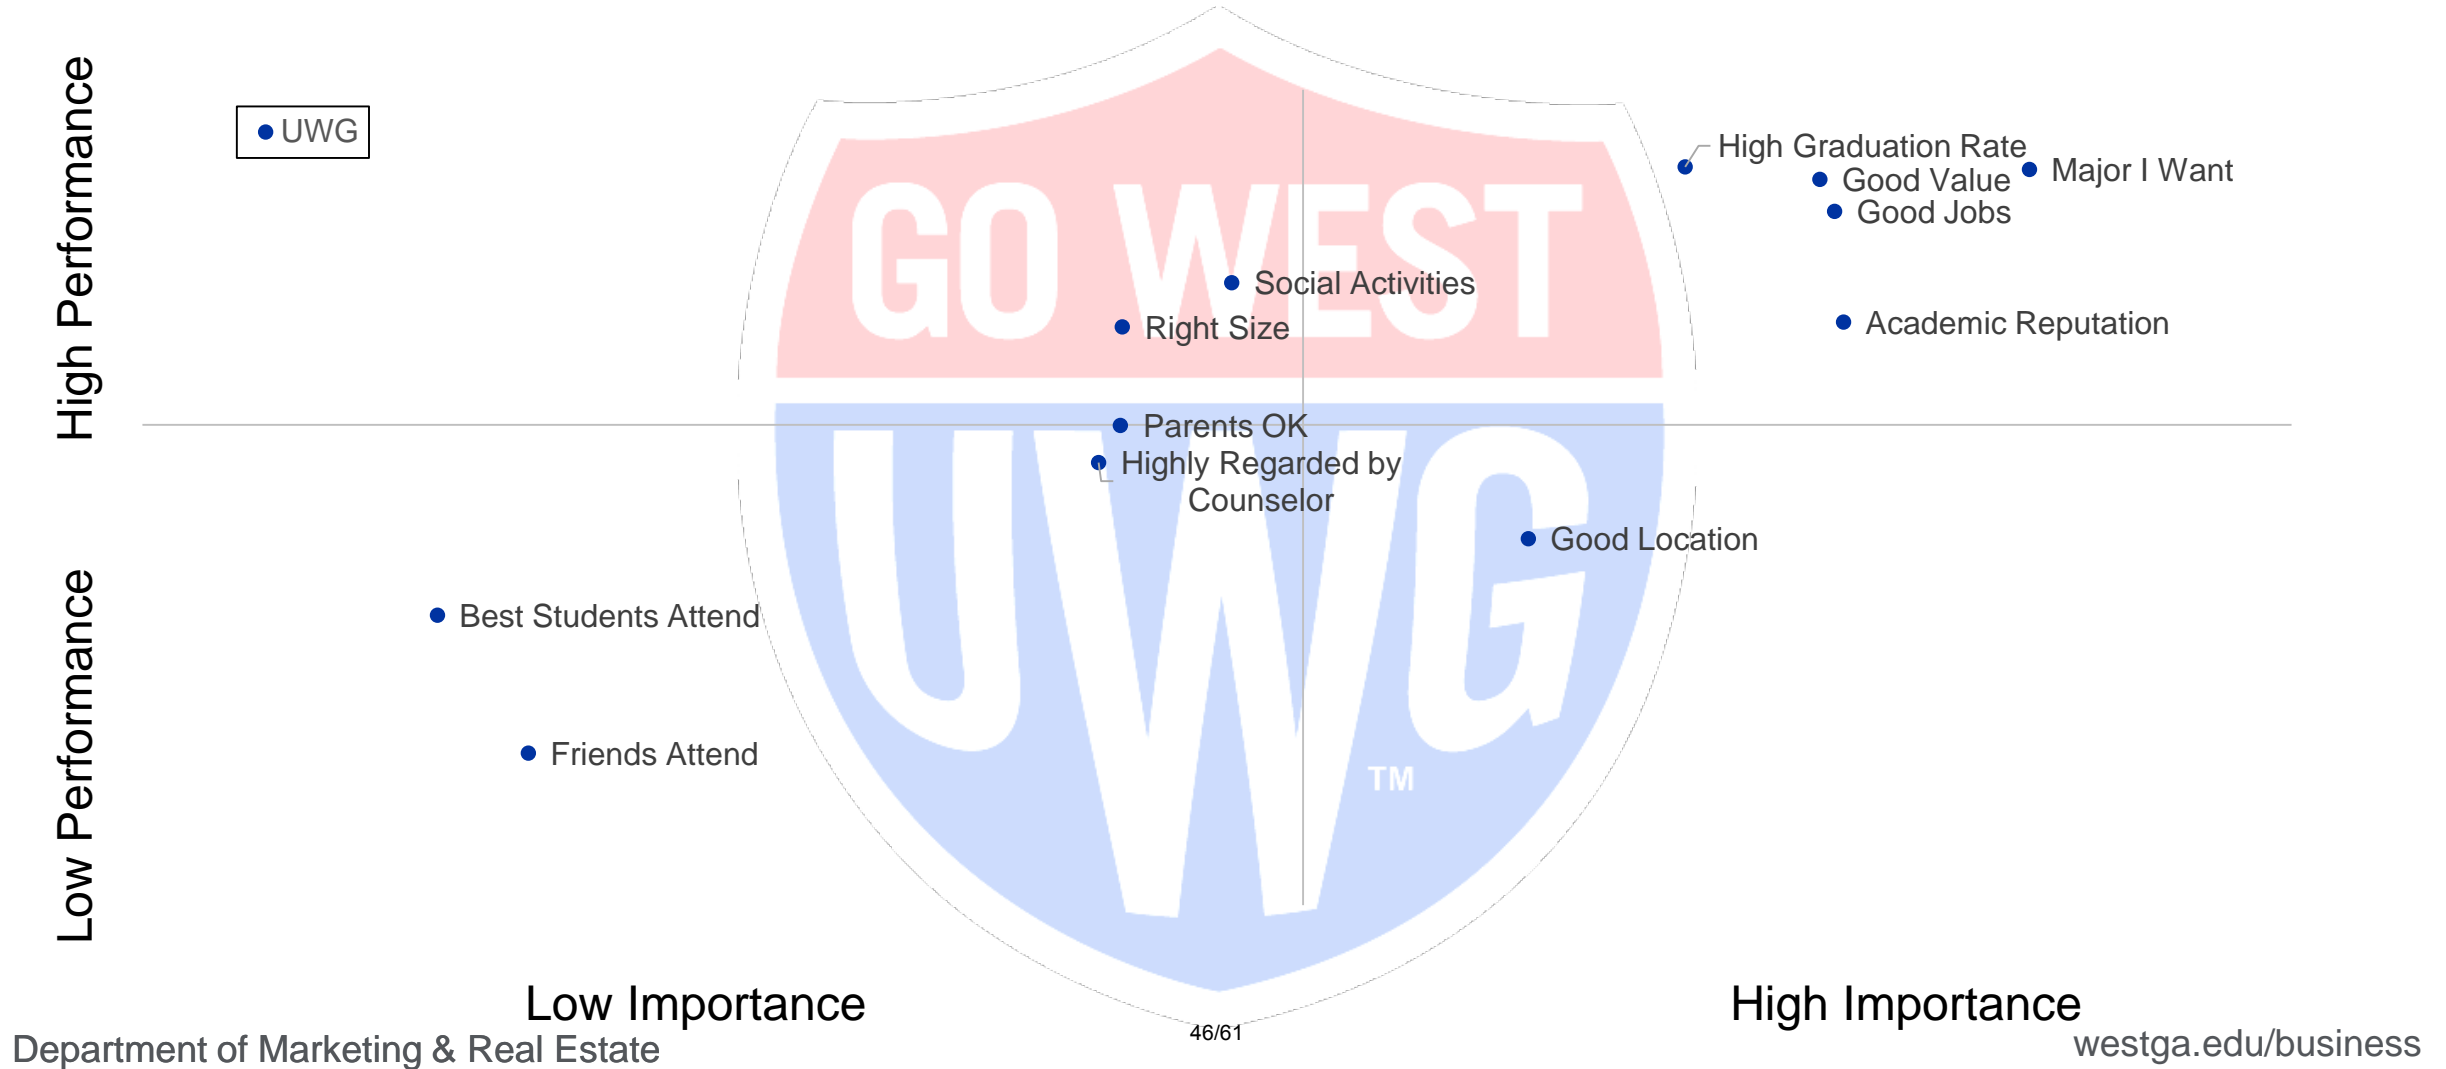 High Performance
UWG
High Graduation Rate
Major I Want
Good Value
Good Jobs
GO WEST
Social Activities
Right Size
Academic Reputation
Parents OK
Highly Regarded by
Counselor
UWG
Good Location
Best Students Attend
Friends Attend
TM
Low Performance
Low Importance
High Importance
46/61
Department of Marketing & Real Estate
westga.edu/business